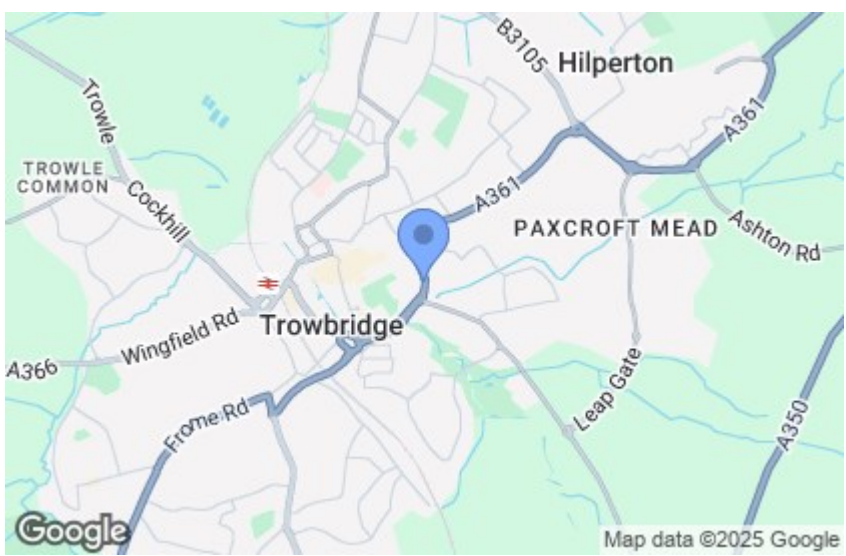 B3105
Hilperton
A361
Trowle
TROWLE
COMMON
Cockhill
A361
PAXCROFT MEAD
Ashton Rd
Wingfield Rd
Trowbridge
A366
Leap Gate
Frome Rd
A350
Google
Map data ©2025 Google